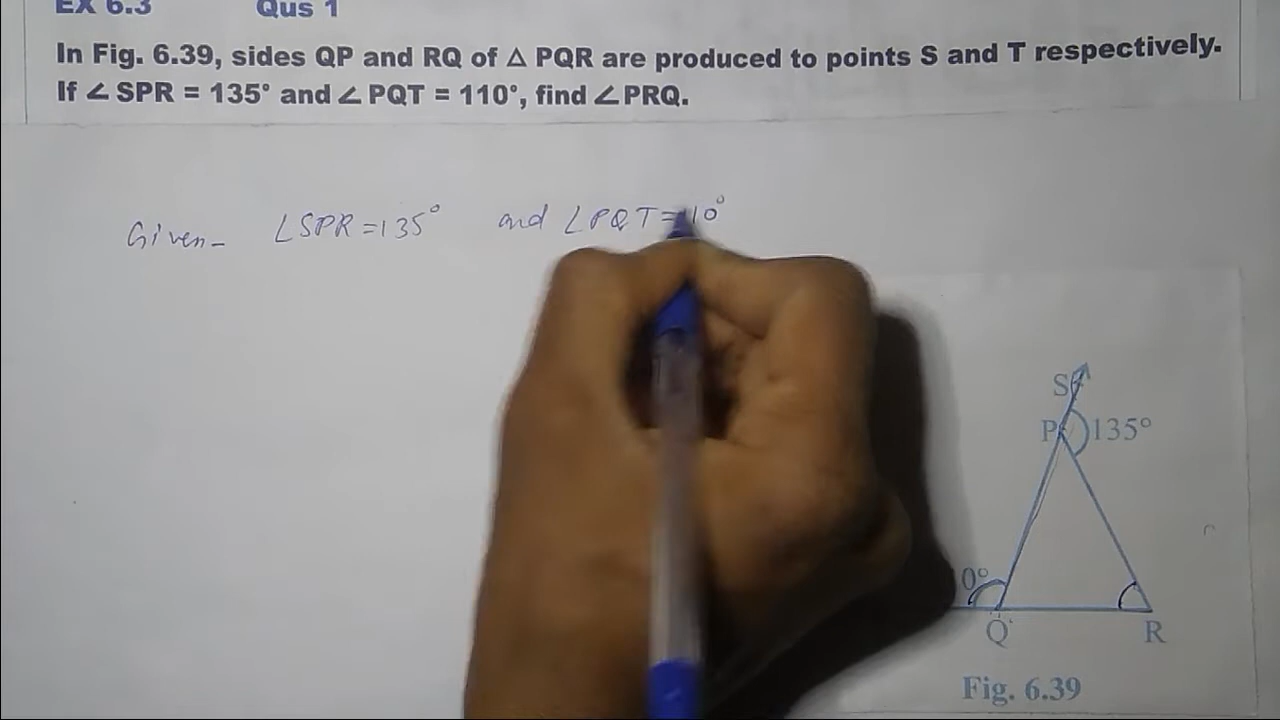 EX 6.3 Qus 1
In Fig. 6.39, sides QP and RQ of △ PQR are produced to points S and T respectively.
If ∠ SPR = 135° and ∠ PQT = 110°, find ∠PRQ.
Given- ∠SPR = 135° and ∠PQT = 110°
S
P 135°
0°
Q R
Fig. 6.39